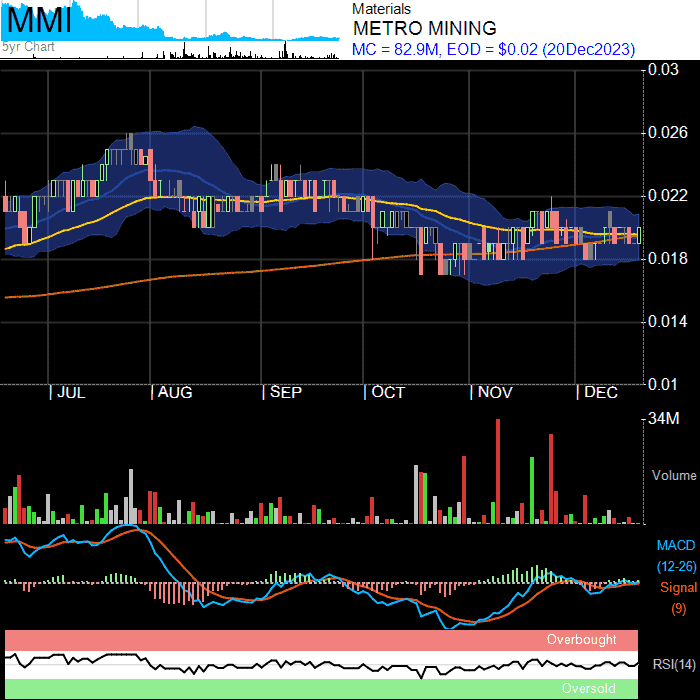 MMI
5yr Chart
Materials
METRO MINING
MC = 82.9M, EOD = $0.02 (20Dec2023)
0.03
0.026
0.022
0.018
0.014
0.01
| JUL | AUG | SEP | OCT | NOV | DEC
34M
Volume
MACD
(12-26)
Signal
(9)
Overbought
RSI(14)
Oversold